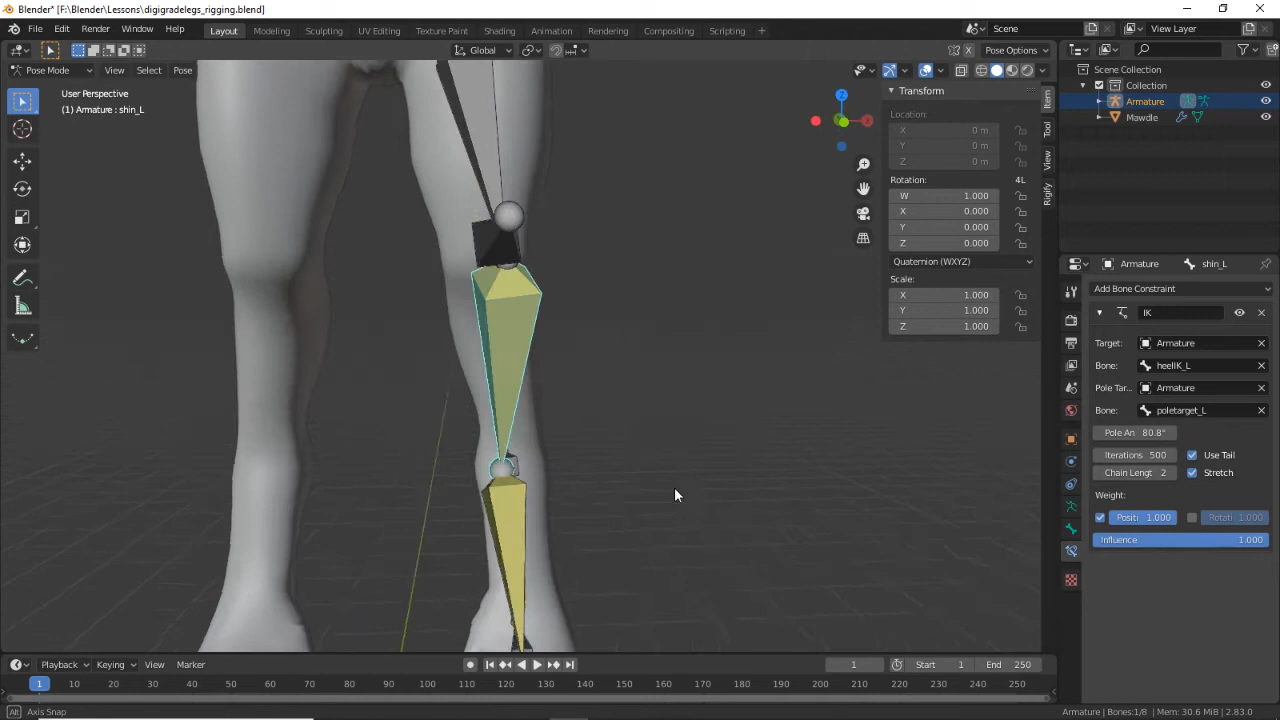 Blender* [F:\Blender\Lessons\digigradelegs_rigging.blend]
File Edit Render Window Help
Layout Modeling Sculpting UV Editing Texture Paint Shading Animation Rendering Compositing Scripting +
Scene
View Layer
Global
X
Pose Options
Pose Mode View Select Pose
User Perspective
(1) Armature : shin_L
Z
Transform
Location:
X 0 m
Y 0 m
Z 0 m
Rotation: 4L
W 1.000
X 0.000
Y 0.000
Z 0.000
Quaternion (WXYZ)
Scale:
X 1.000
Y 1.000
Z 1.000
Item
Tool
View
Rigify
Scene Collection
Collection
Armature
Mawdle
Armature shin_L
Add Bone Constraint
IK
Target: Armature
Bone: heelIK_L
Pole Tar... Armature
Bone: poletarget_L
Pole An 80.8°
Iterations 500 Use Tail
Chain Lengt 2 Stretch
Weight:
Positi 1.000 Rotati 1.000
Influence 1.000
Playback Keying View Marker
1 Start 1 End 250
1 10 20 30 40 50 60 70 80 90 100 110 120 130 140 150 160 170 180 190 200 210 220 230 240 250
Alt Axis Snap
Armature | Bones:1/8 | Mem: 30.6 MiB | 2.83.0